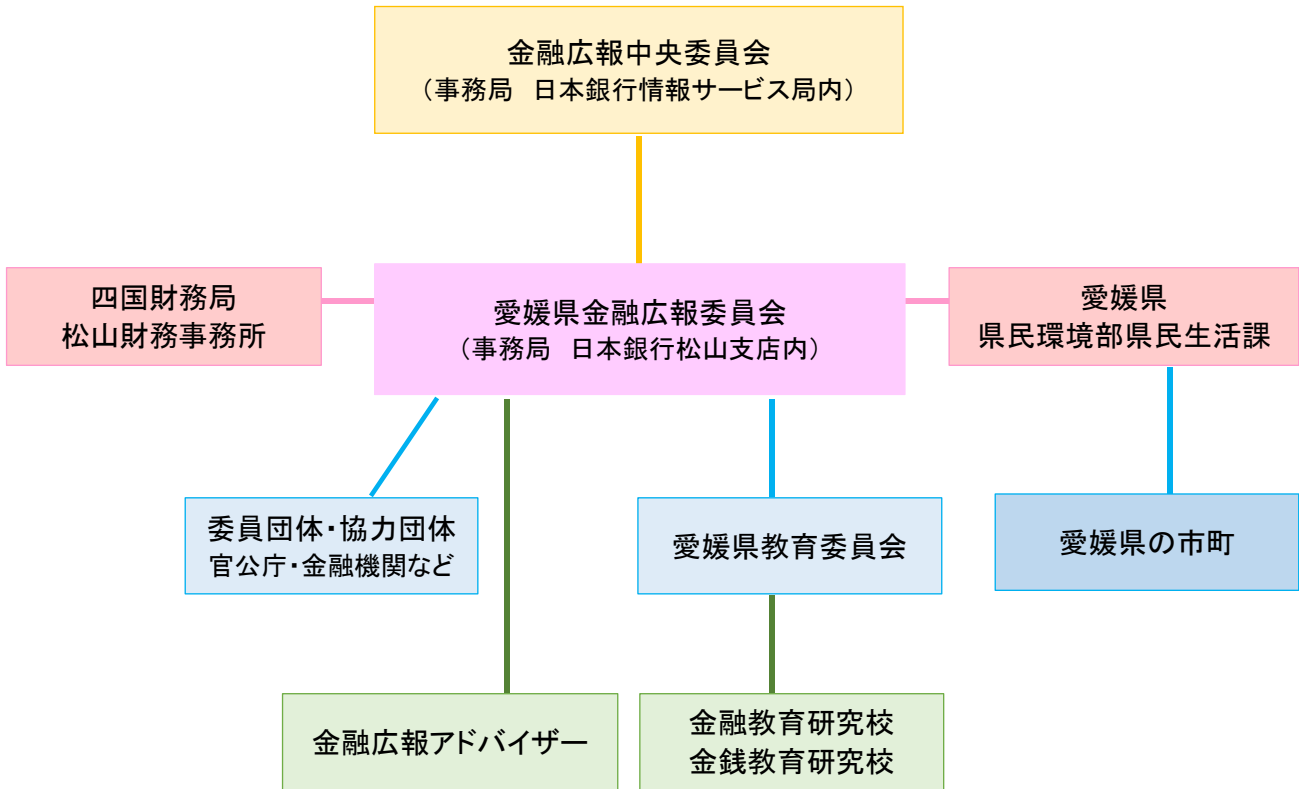 金融広報中央委員会
（事務局　日本銀行情報サービス局内）
四国財務局
松山財務事務所
愛媛県金融広報委員会
（事務局　日本銀行松山支店内）
愛媛県
県民環境部県民生活課
委員団体・協力団体
官公庁・金融機関など
愛媛県教育委員会
愛媛県の市町
金融広報アドバイザー
金融教育研究校
金銭教育研究校